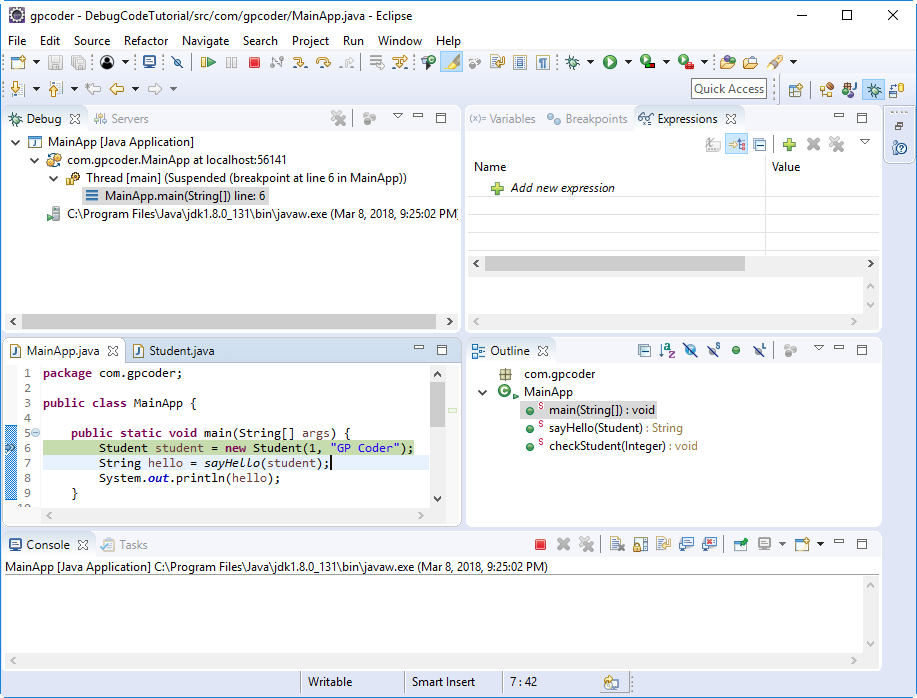 gpcoder - DebugCodeTutorial/src/com/gpcoder/MainApp.java - Eclipse
File Edit Source Refactor Navigate Search Project Run Window Help
Quick Access
Debug Servers
MainApp [Java Application]
com.gpcoder.MainApp at localhost:56141
Thread [main] (Suspended (breakpoint at line 6 in MainApp))
MainApp.main(String[]) line: 6
C:\Program Files\Java\jdk1.8.0_131\bin\javaw.exe (Mar 8, 2018, 9:25:02 PM)
(x)= Variables Breakpoints Expressions
Name Value
Add new expression
MainApp.java Student.java
1 package com.gpcoder;
2
3 public class MainApp {
4
5 public static void main(String[] args) {
6 Student student = new Student(1, "GP Coder");
7 String hello = sayHello(student);
8 System.out.println(hello);
9 }
10
Outline
com.gpcoder
MainApp
main(String[]) : void
sayHello(Student) : String
checkStudent(Integer) : void
Console Tasks
MainApp [Java Application] C:\Program Files\Java\jdk1.8.0_131\bin\javaw.exe (Mar 8, 2018, 9:25:02 PM)
Writable Smart Insert 7 : 42